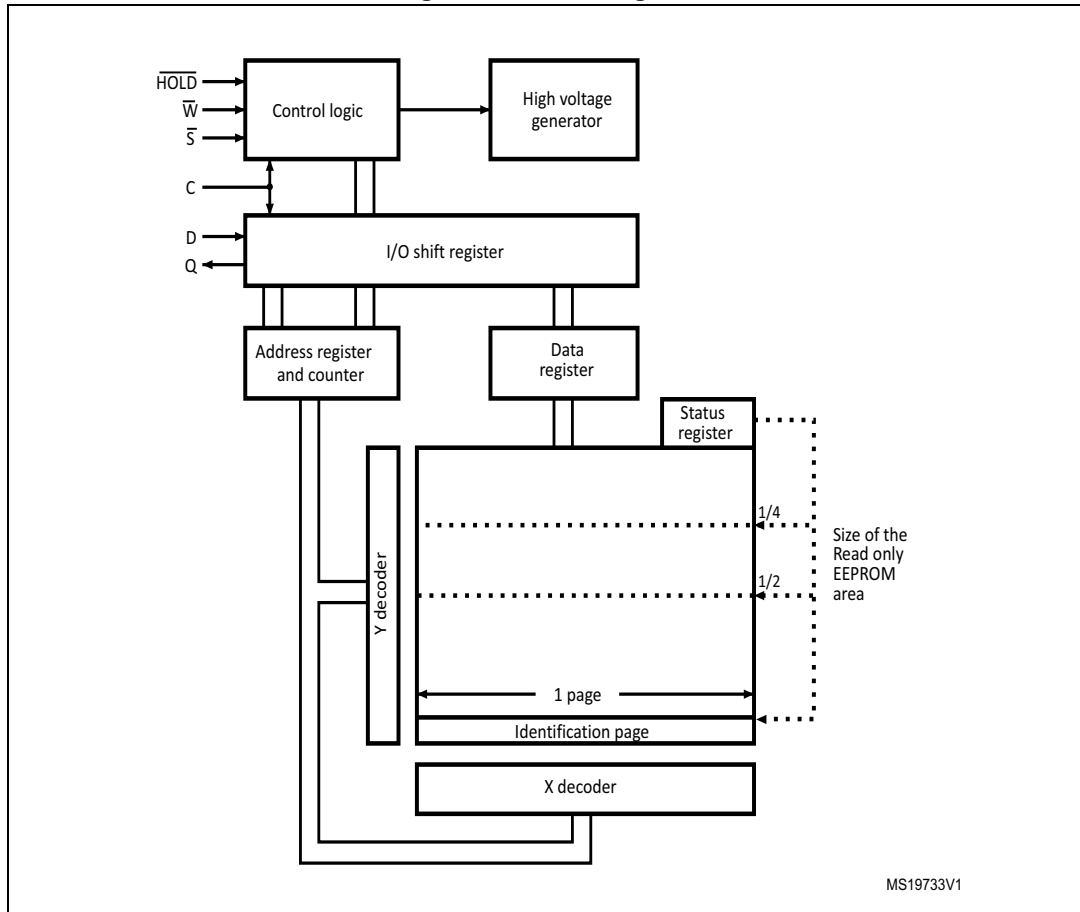 HOLD
W
S
C
D
Q
Control logic
High voltage
generator
I/O shift register
Address register
and counter
Data
register
Status
register
1/4
1/2
Size of the
Read only
EEPROM
area
Y decoder
1 page
Identification page
X decoder
MS19733V1